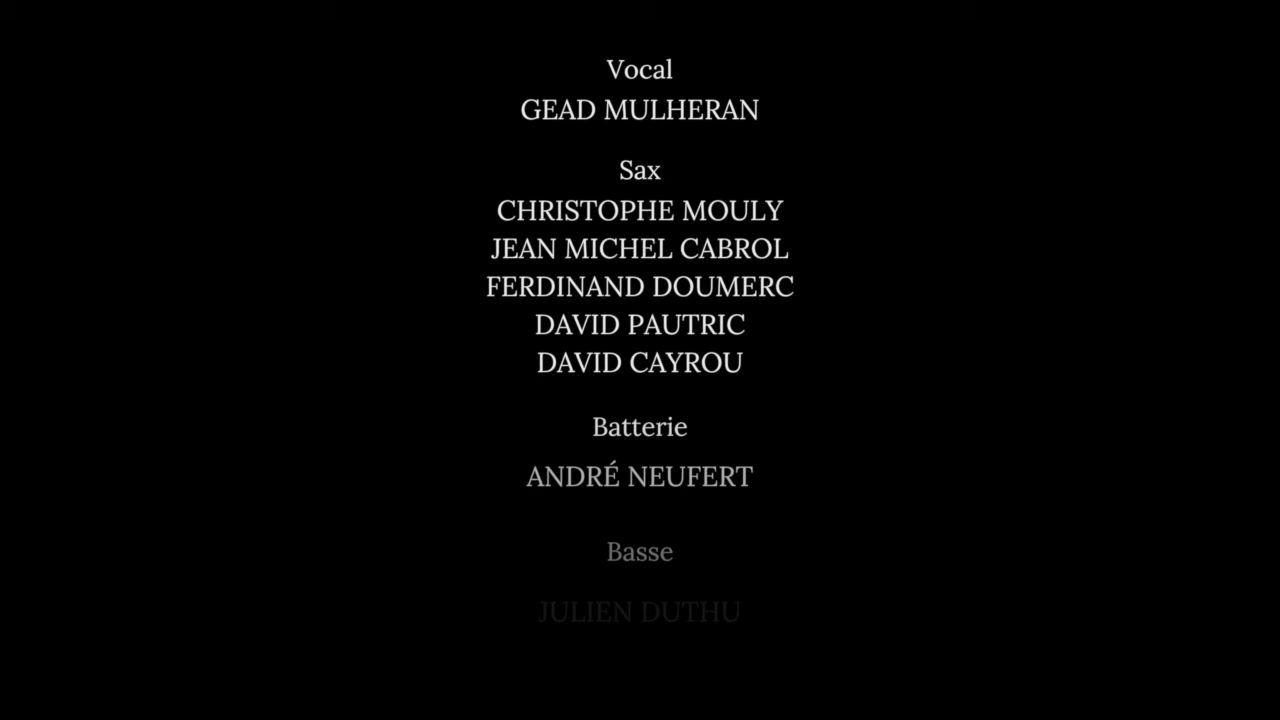 Vocal
GEAD MULHERAN
Sax
CHRISTOPHE MOULY
JEAN MICHEL CABROL
FERDINAND DOUMERC
DAVID PAUTRIC
DAVID CAYROU
Batterie
ANDRÉ NEUFERT
Basse
JULIEN DUTHU